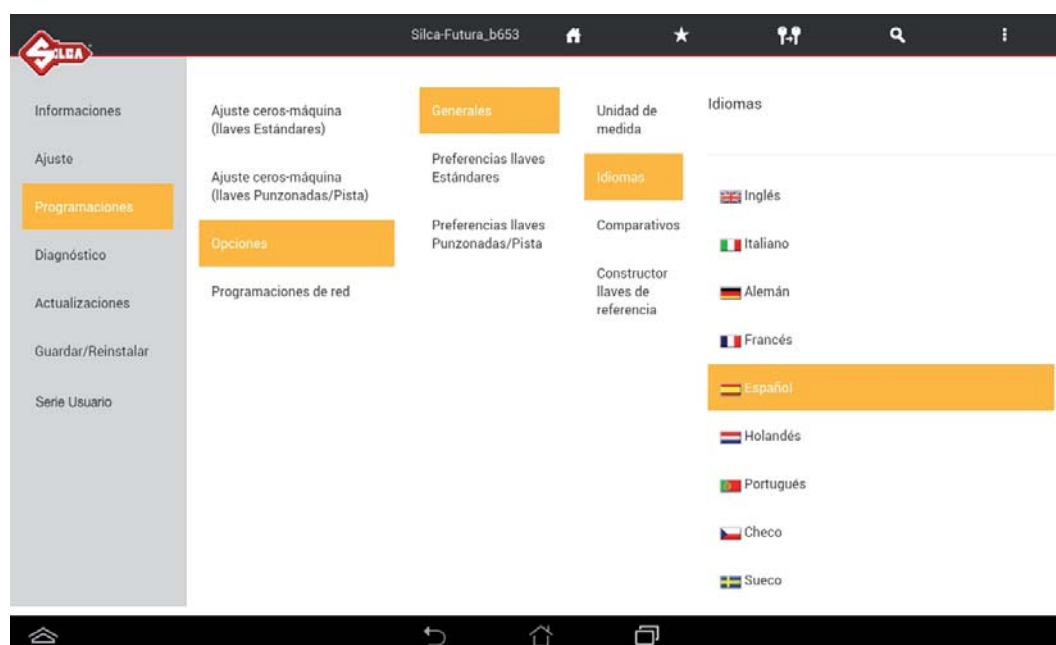 SILCA
Silca-Futura_b653
Informaciones
Ajuste
Programaciones
Diagnóstico
Actualizaciones
Guardar/Reinstalar
Serie Usuario
Ajuste ceros-máquina
(llaves Estándares)
Ajuste ceros-máquina
(llaves Punzonadas/Pista)
Opciones
Programaciones de red
Generales
Preferencias llaves
Estándares
Preferencias llaves
Punzonadas/Pista
Unidad de
medida
Idiomas
Comparativos
Constructor
llaves de
referencia
Idiomas
Inglés
Italiano
Alemán
Francés
Español
Holandés
Portugués
Checo
Sueco